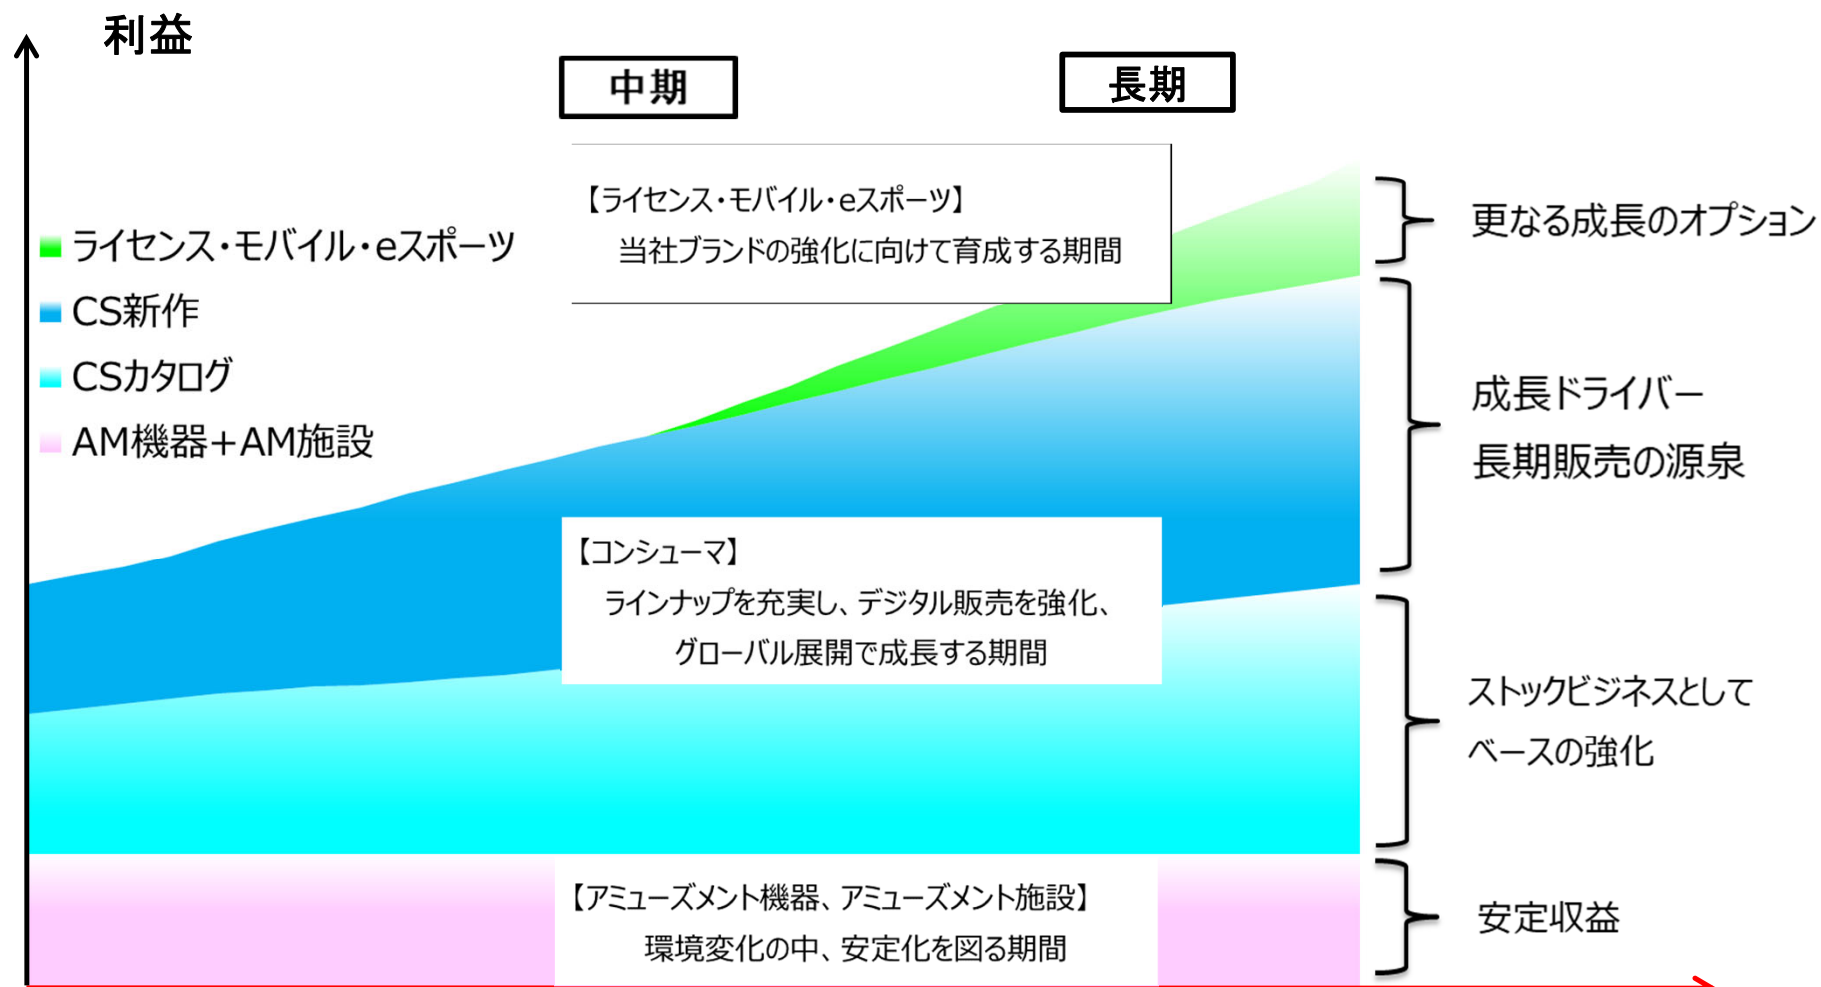 利益
中期
長期
【ライセンス・モバイル・eスポーツ】
当社ブランドの強化に向けて育成する期間
ライセンス・モバイル・eスポーツ
CS新作
CSカタログ
AM機器+AM施設
更なる成長のオプション
成長ドライバー
長期販売の源泉
【コンシューマ】
ラインナップを充実し、デジタル販売を強化、
グローバル展開で成長する期間
ストックビジネスとして
ベースの強化
【アミューズメント機器、アミューズメント施設】
環境変化の中、安定化を図る期間
安定収益